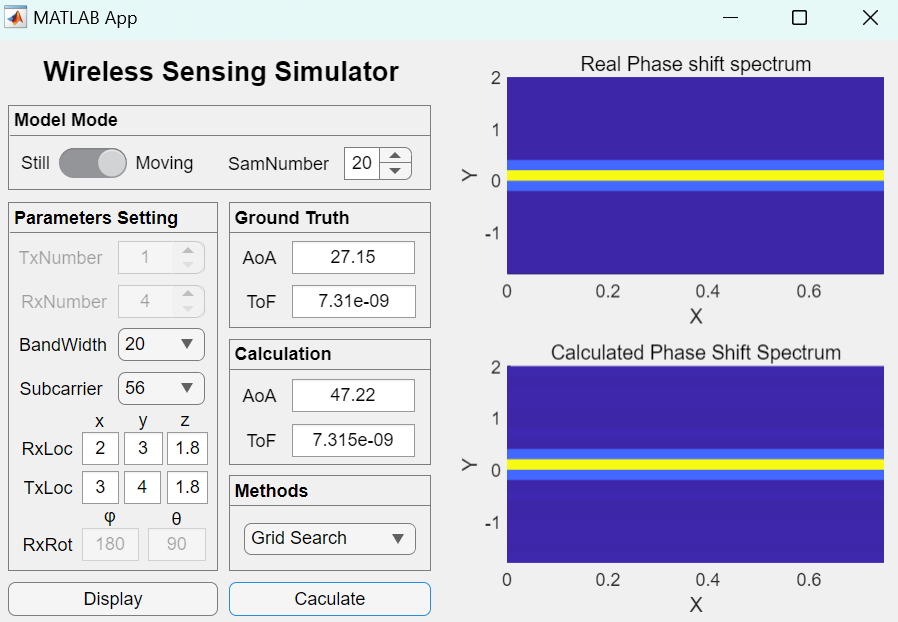 MATLAB App
Wireless Sensing Simulator
Model Mode
Still Moving SamNumber 20
Parameters Setting
TxNumber 1
RxNumber 4
BandWidth 20
Subcarrier 56
x y z
RxLoc 2 3 1.8
TxLoc 3 4 1.8
φ θ
RxRot 180 90
Display
Ground Truth
AoA 27.15
ToF 7.31e-09
Calculation
AoA 47.22
ToF 7.315e-09
Methods
Grid Search
Caculate
Real Phase shift spectrum
2
1
Y 0
-1
0 0.2 0.4 0.6
X
Calculated Phase Shift Spectrum
2
1
Y 0
-1
0 0.2 0.4 0.6
X